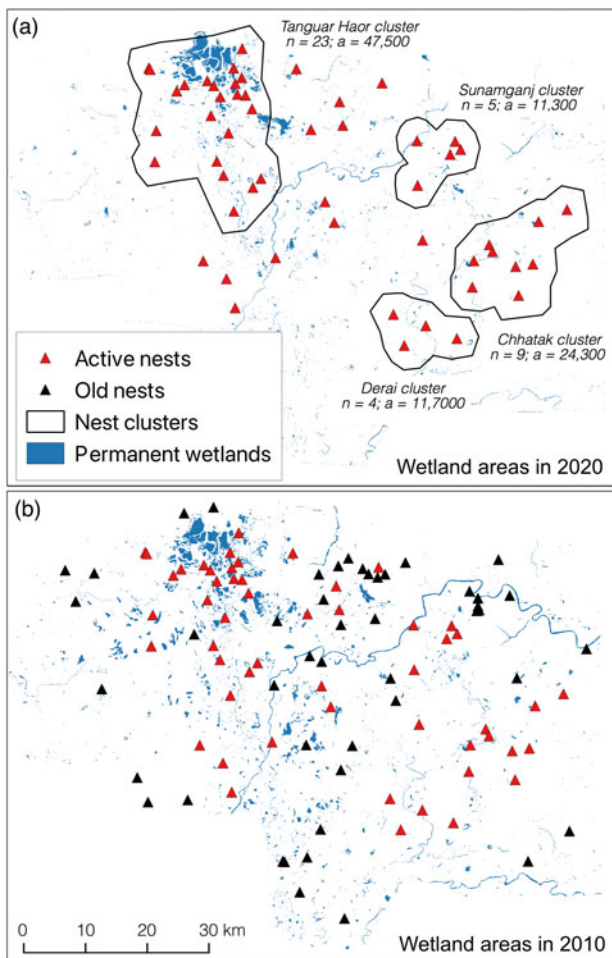 (a)
Tanguar Haor cluster
n = 23; a = 47,500
Sunamganj cluster
n = 5; a = 11,300
Chhatak cluster
n = 9; a = 24,300
Derai cluster
n = 4; a = 11,7000
Active nests
Old nests
Nest clusters
Permanent wetlands
Wetland areas in 2020
(b)
0 10 20 30 km
Wetland areas in 2010